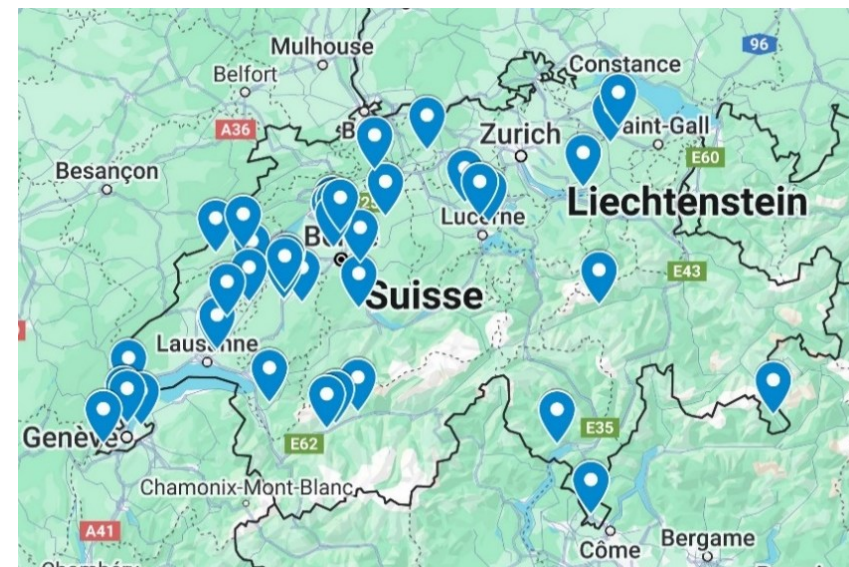 Mulhouse
Constance
96
Belfort
A36
Zurich
aint-Gall
E60
Besançon
Liechtenstein
Lucerne
E43
Suisse
Lausanne
Genève
E35
E62
Chamonix-Mont-Blanc
A41
Côme
Bergame